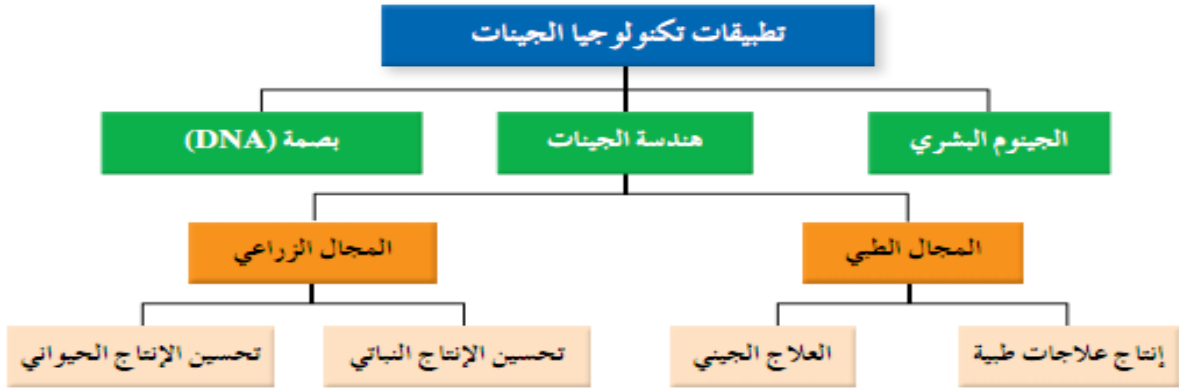 تطبيقات تكنولوجيا الجينات
الجينوم البشري
هندسة الجينات
بصمة (DNA)
المجال الطبي
المجال الزراعي
إنتاج علاجات طبية
العلاج الجيني
تحسين الإنتاج النباتي
تحسين الإنتاج الحيواني